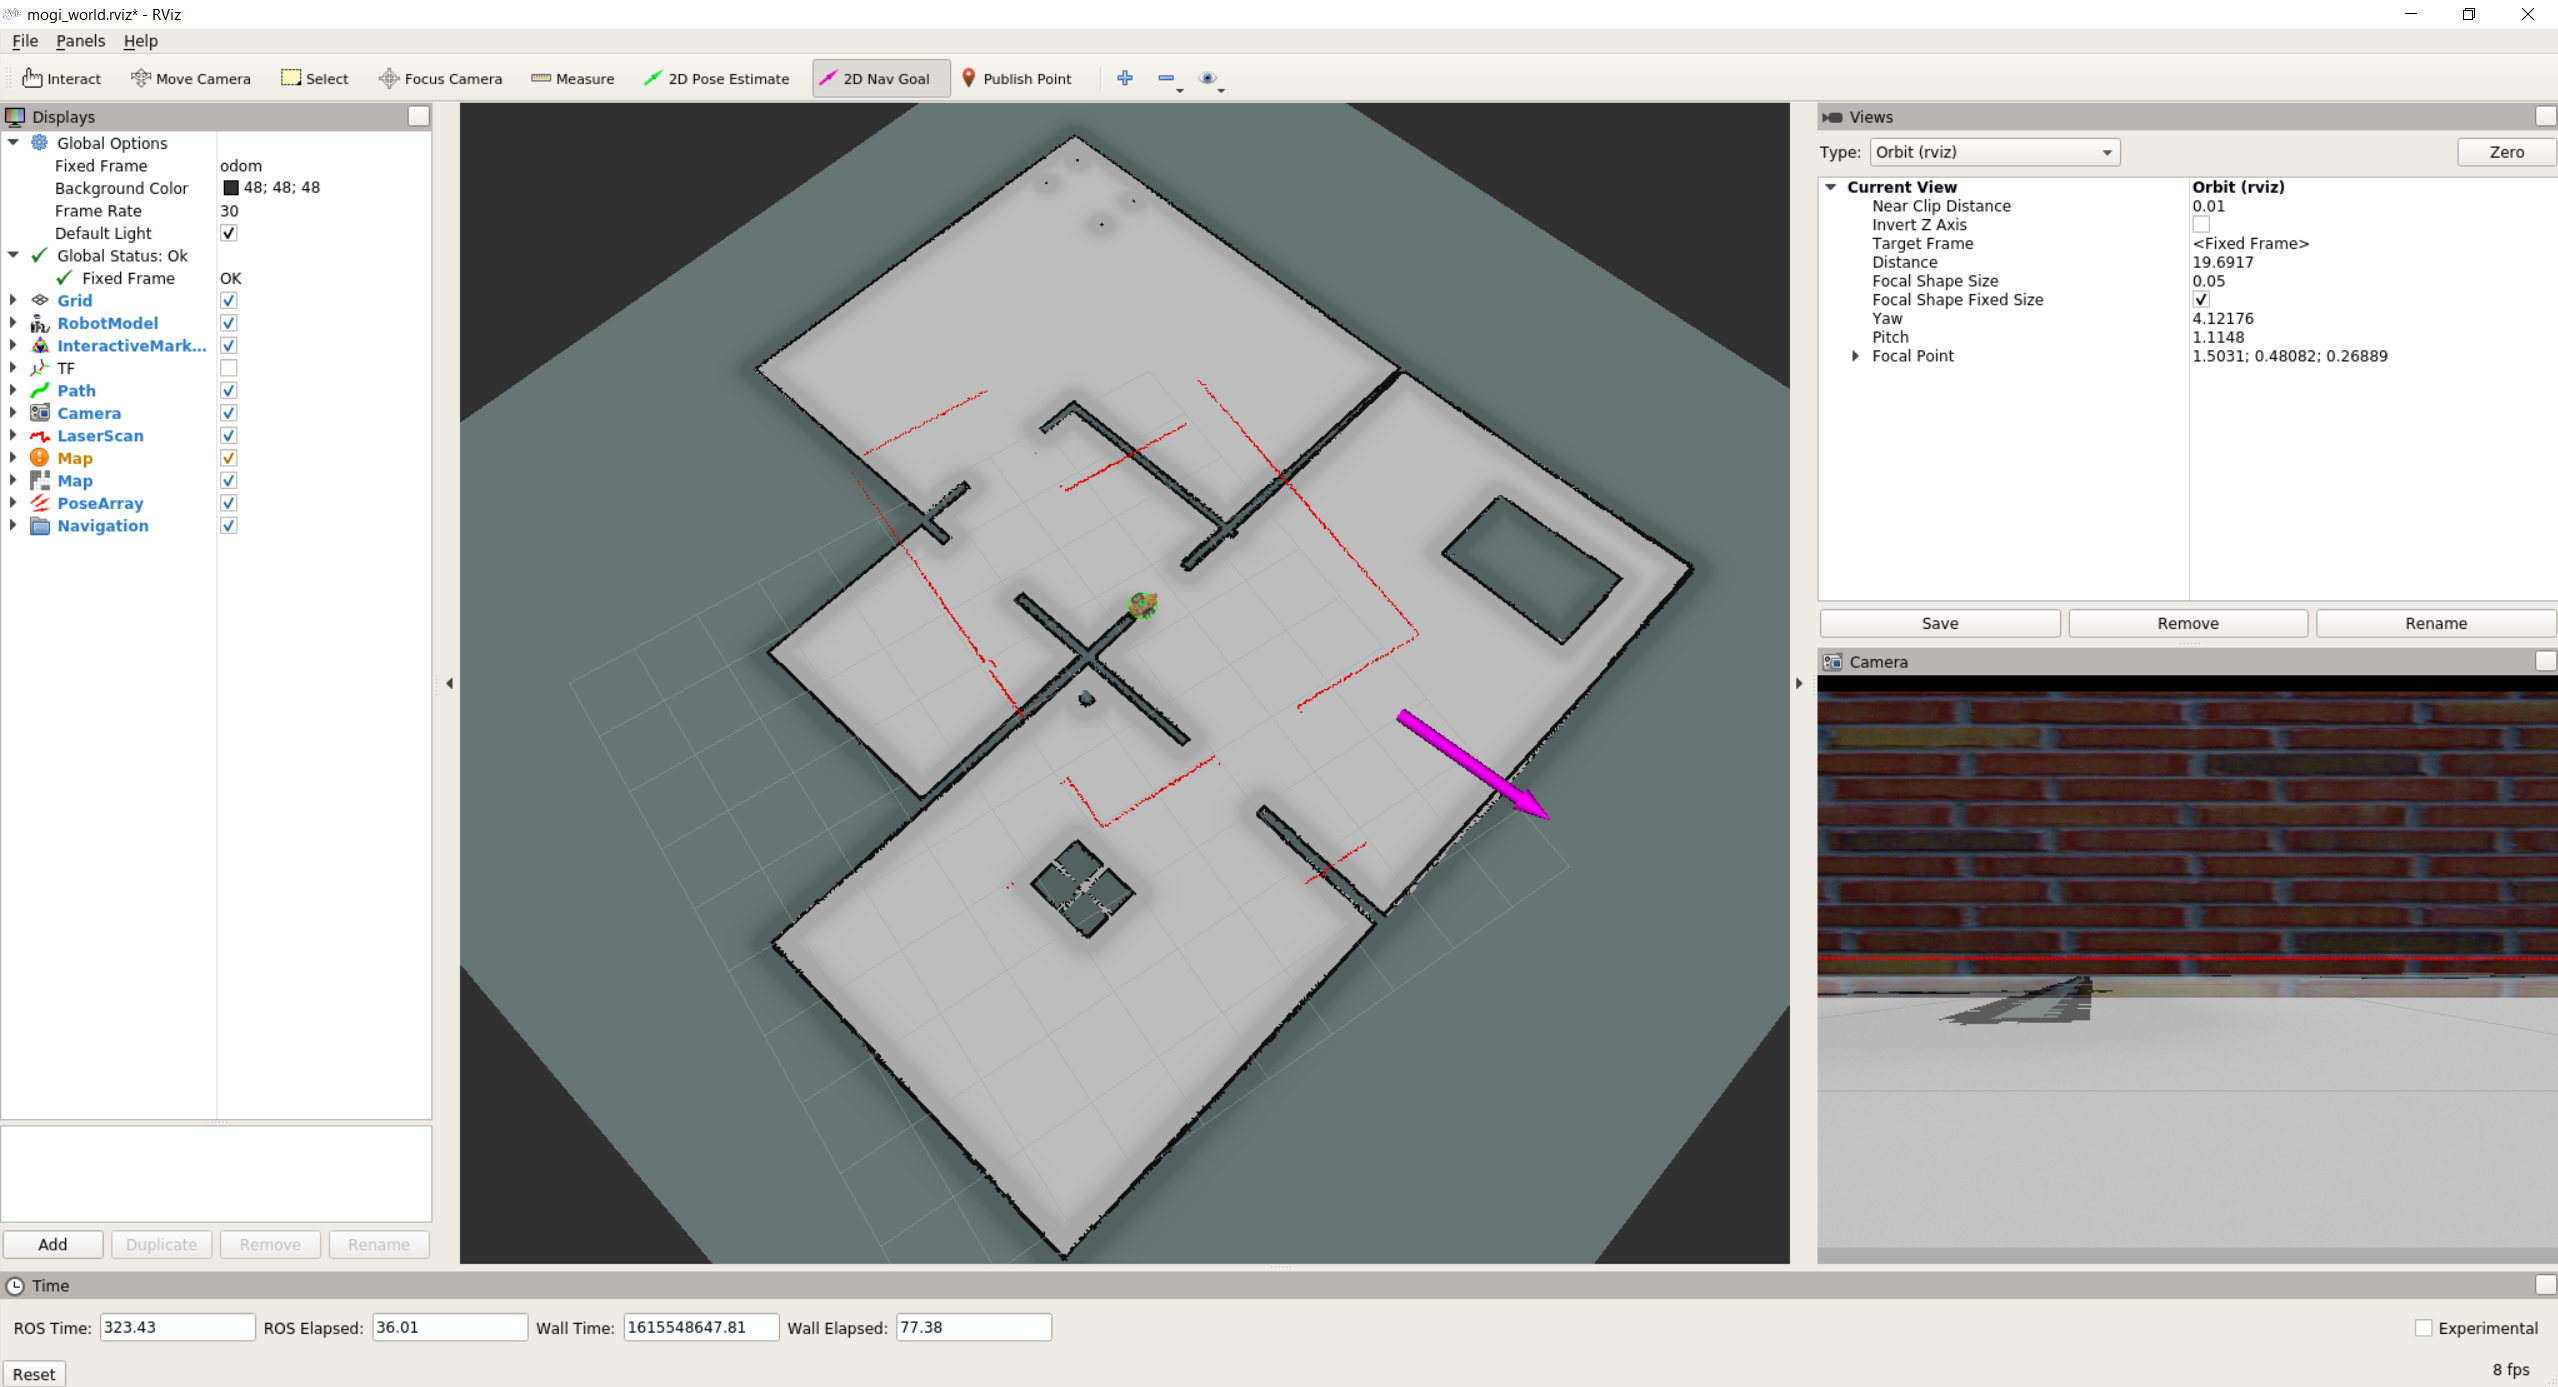 mogi_world.rviz* - RViz
File Panels Help
Interact Move Camera Select Focus Camera Measure 2D Pose Estimate 2D Nav Goal Publish Point
Displays
Global Options
Fixed Frame odom
Background Color 48; 48; 48
Frame Rate 30
Default Light
Global Status: Ok
Fixed Frame OK
Grid
RobotModel
InteractiveMark...
TF
Path
Camera
LaserScan
Map
Map
PoseArray
Navigation
Add Duplicate Remove Rename
Views
Type: Orbit (rviz) Zero
Current View Orbit (rviz)
Near Clip Distance 0.01
Invert Z Axis
Target Frame <Fixed Frame>
Distance 19.6917
Focal Shape Size 0.05
Focal Shape Fixed Size
Yaw 4.12176
Pitch 1.1148
Focal Point 1.5031; 0.48082; 0.26889
Save Remove Rename
Camera
Time
ROS Time: 323.43 ROS Elapsed: 36.01 Wall Time: 1615548647.81 Wall Elapsed: 77.38 Experimental
Reset 8 fps